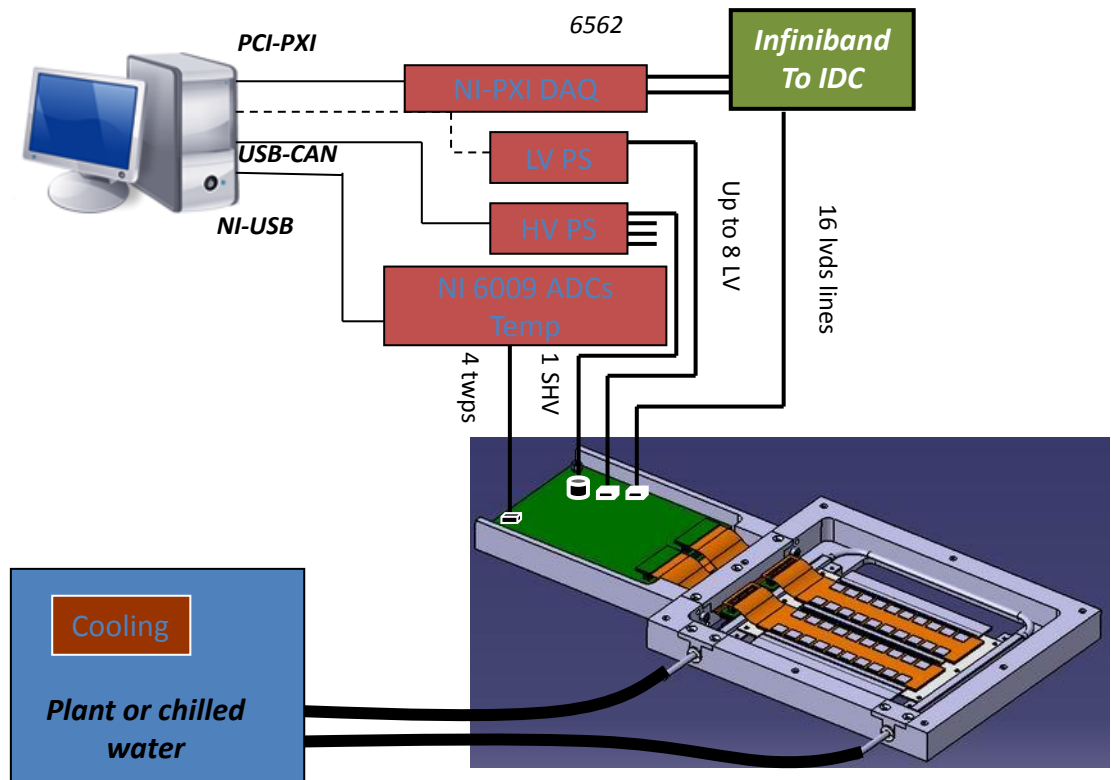 6562
PCI-PXI
Infiniband
To IDC
NI-PXI DAQ
USB-CAN
LV PS
NI-USB
HV PS
Up to 8 LV
16 lvds lines
NI 6009 ADCs
Temp
4 twps
1 SHV
Cooling
Plant or chilled
water